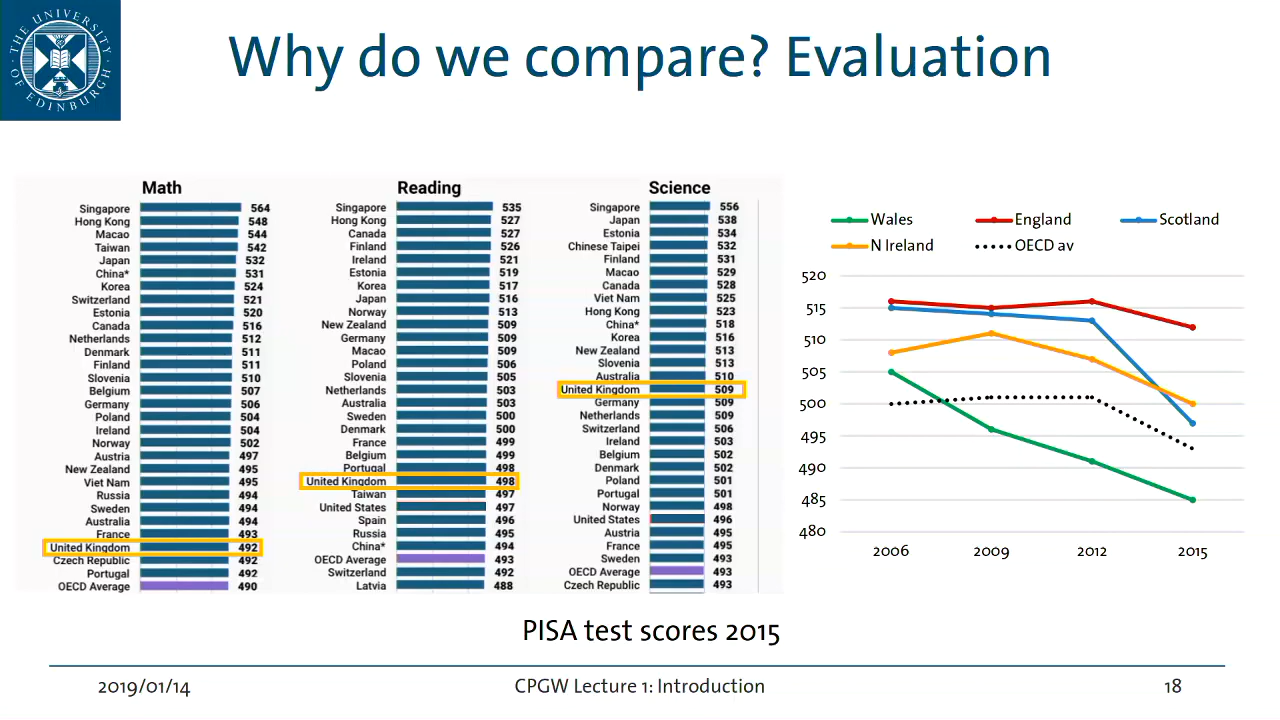 THE UNIVERSITY OF EDINBURGH
Why do we compare? Evaluation
Math
Singapore 564
Hong Kong 548
Macao 544
Taiwan 542
Japan 532
China* 531
Korea 524
Switzerland 521
Estonia 520
Canada 516
Netherlands 512
Denmark 511
Finland 511
Slovenia 510
Belgium 507
Germany 506
Poland 504
Ireland 504
Norway 502
Austria 497
New Zealand 495
Viet Nam 495
Russia 494
Sweden 494
Australia 494
France 493
United Kingdom 492
Czech Republic 492
Portugal 492
OECD Average 490
Reading
Singapore 535
Hong Kong 527
Canada 527
Finland 526
Ireland 521
Estonia 519
Korea 517
Japan 516
Norway 513
New Zealand 509
Germany 509
Macao 509
Poland 506
Slovenia 505
Netherlands 503
Australia 503
Sweden 500
Denmark 500
France 499
Belgium 499
Portugal 498
United Kingdom 498
Taiwan 497
United States 497
Spain 496
Russia 495
China* 494
OECD Average 493
Switzerland 492
Latvia 488
Science
Singapore 556
Japan 538
Estonia 534
Chinese Taipei 532
Finland 531
Macao 529
Canada 528
Viet Nam 525
Hong Kong 523
China* 518
Korea 516
New Zealand 513
Slovenia 513
Australia 510
United Kingdom 509
Germany 509
Netherlands 509
Switzerland 506
Ireland 503
Belgium 502
Denmark 502
Poland 501
Portugal 501
Norway 498
United States 496
Austria 495
France 495
Sweden 493
OECD Average 493
Czech Republic 493
Wales England Scotland
N Ireland OECD av
520
515
510
505
500
495
490
485
480
2006 2009 2012 2015
PISA test scores 2015
2019/01/14 CPGW Lecture 1: Introduction 18